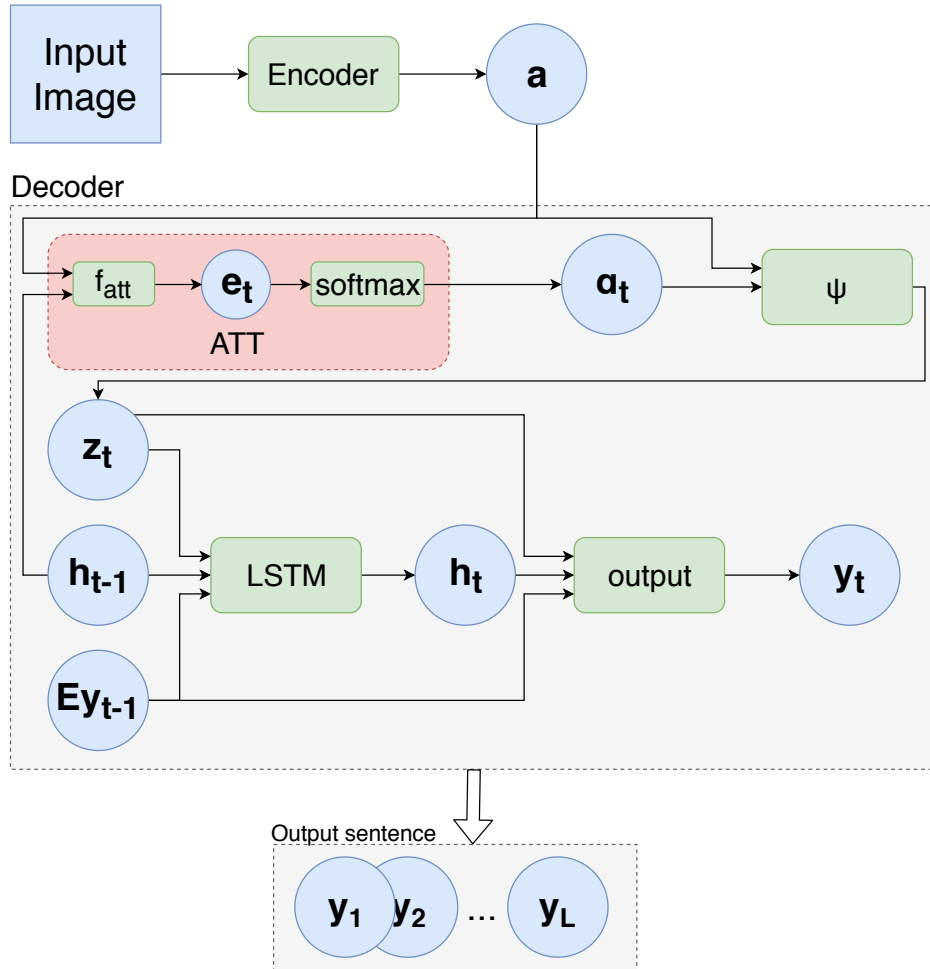 Input
Image
Encoder
a
Decoder
f_att
e_t
softmax
α_t
ψ
ATT
z_t
h_t-1
LSTM
h_t
output
y_t
Ey_t-1
Output sentence
y_1
y_2
...
y_L